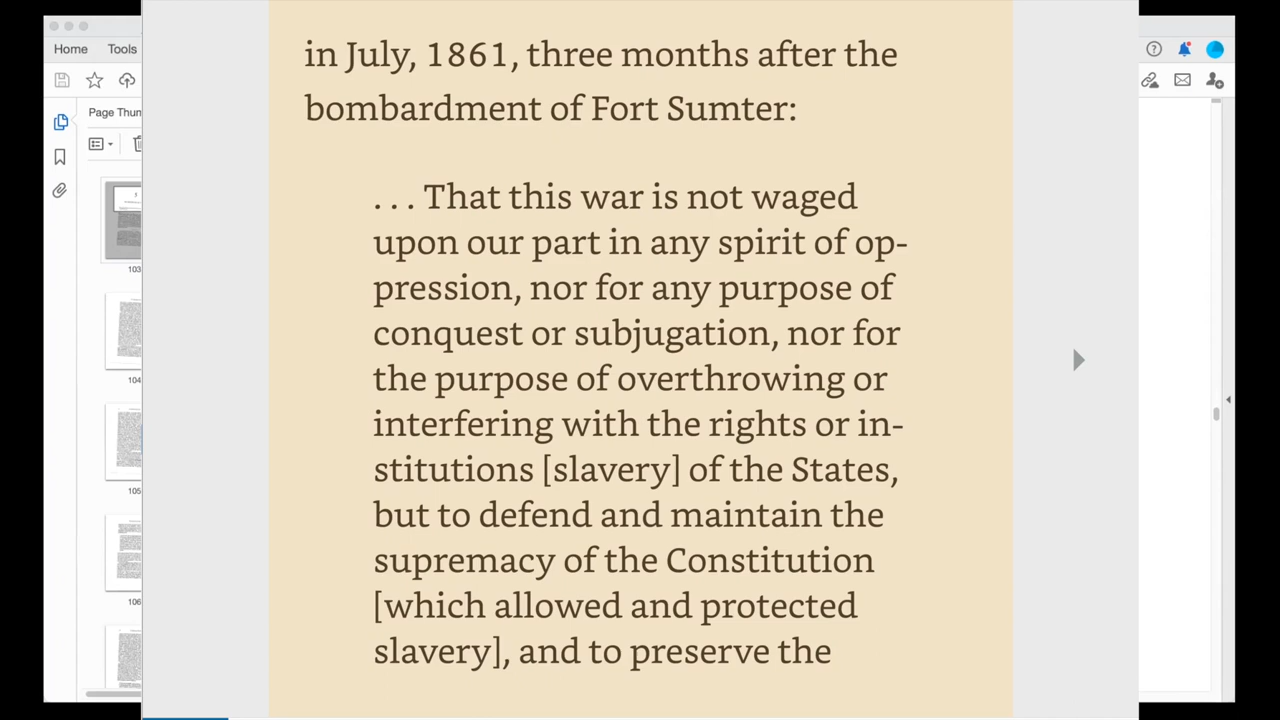 Home Tools
Page Thum
in July, 1861, three months after the
bombardment of Fort Sumter:
. . . That this war is not waged
upon our part in any spirit of op-
pression, nor for any purpose of
conquest or subjugation, nor for
the purpose of overthrowing or
interfering with the rights or in-
stitutions [slavery] of the States,
but to defend and maintain the
supremacy of the Constitution
[which allowed and protected
slavery], and to preserve the
103
104
105
106